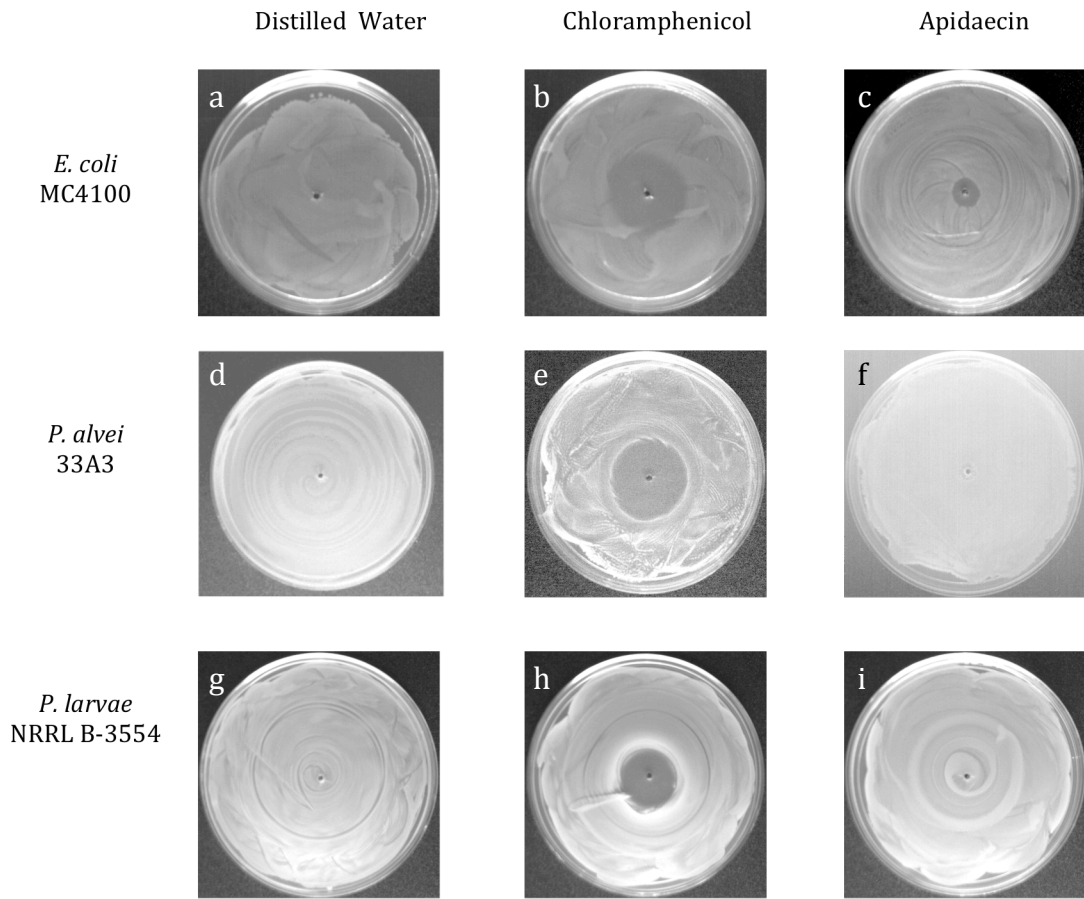 Distilled Water Chloramphenicol Apidaecin
a b c
E. coli
MC4100
d e f
P. alvei
33A3
g h i
P. larvae
NRRL B-3554